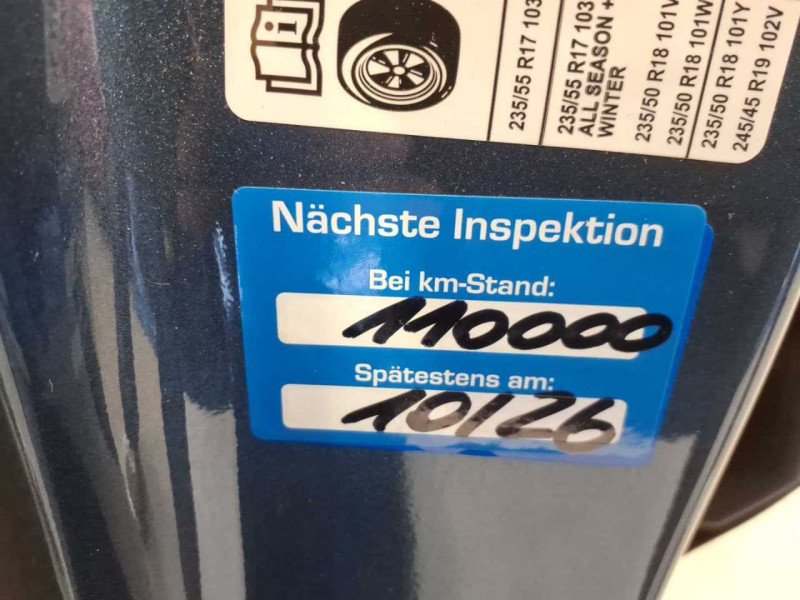 235/55 R17 103
235/55 R17 103
ALL SEASON +
WINTER
235/50 R18 101V
235/50 R18 101W
235/50 R18 101Y
245/45 R19 102V
Nächste Inspektion
Bei km-Stand:
110000
Spätestens am:
10/26